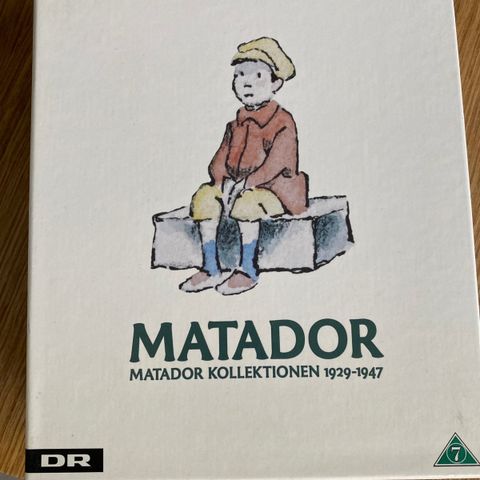 MATADOR
MATADOR KOLLEKTIONEN 1929-1947
DR
7